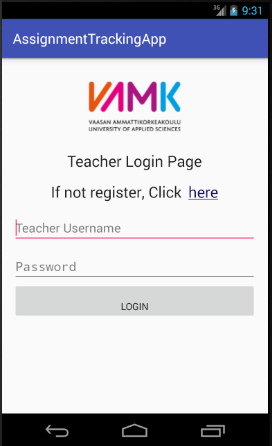 3G 9:31
AssignmentTrackingApp
VAMK
VAASAN AMMATTIKORKEAKOULU
UNIVERSITY OF APPLIED SCIENCES
Teacher Login Page
If not register, Click here
Teacher Username
Password
LOGIN